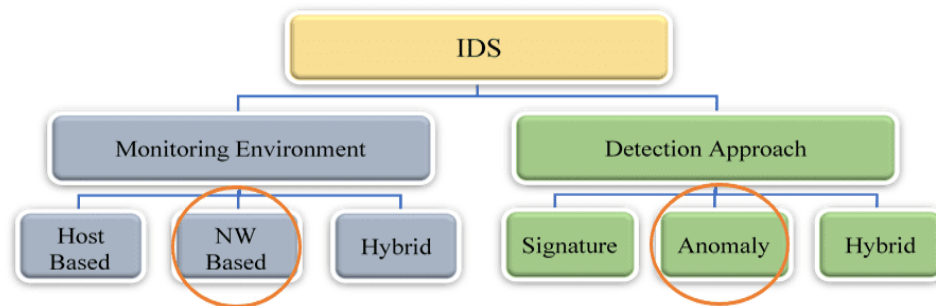 IDS
Monitoring Environment
Detection Approach
Host
Based
NW
Based
Hybrid
Signature
Anomaly
Hybrid